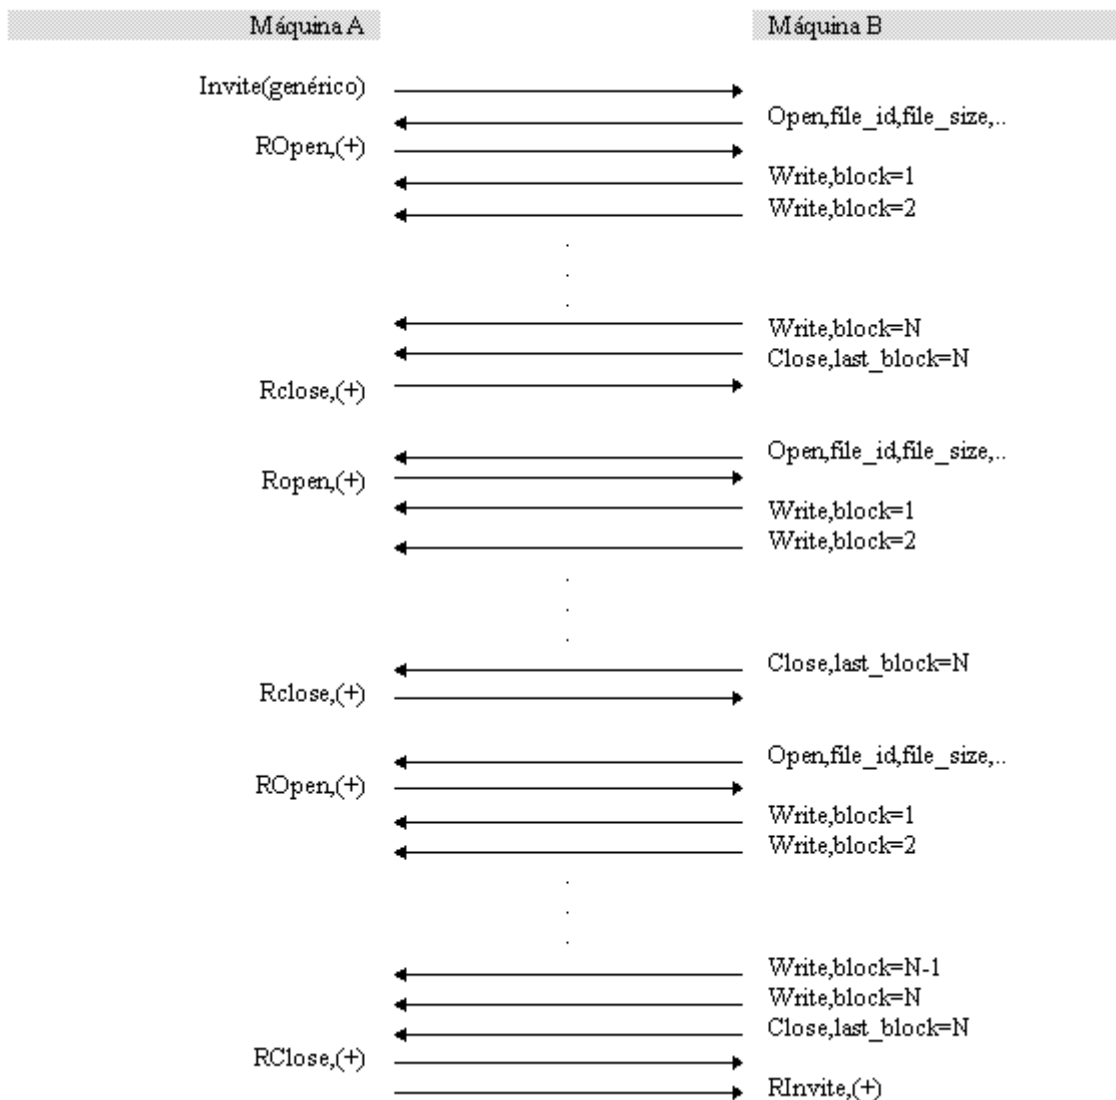 Máquina A
Máquina B
Invite(genérico)
Open,file_id,file_size,..
ROpen,(+)
Write,block=1
Write,block=2
.
.
.
Write,block=N
Close,last_block=N
Rclose,(+)
Open,file_id,file_size,..
Ropen,(+)
Write,block=1
Write,block=2
.
.
.
Close,last_block=N
Rclose,(+)
Open,file_id,file_size,..
ROpen,(+)
Write,block=1
Write,block=2
.
.
.
Write,block=N-1
Write,block=N
Close,last_block=N
RClose,(+)
RInvite,(+)